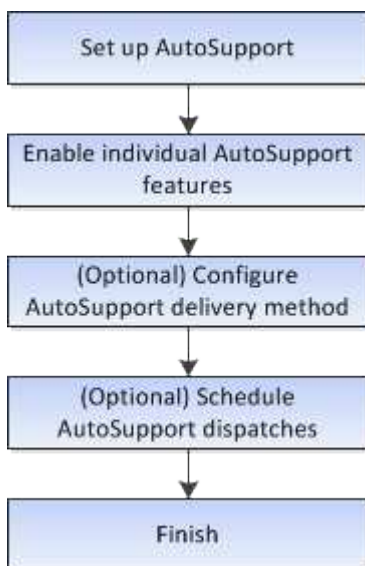 Set up AutoSupport
Enable individual AutoSupport
features
(Optional) Configure
AutoSupport delivery method
(Optional) Schedule
AutoSupport dispatches
Finish